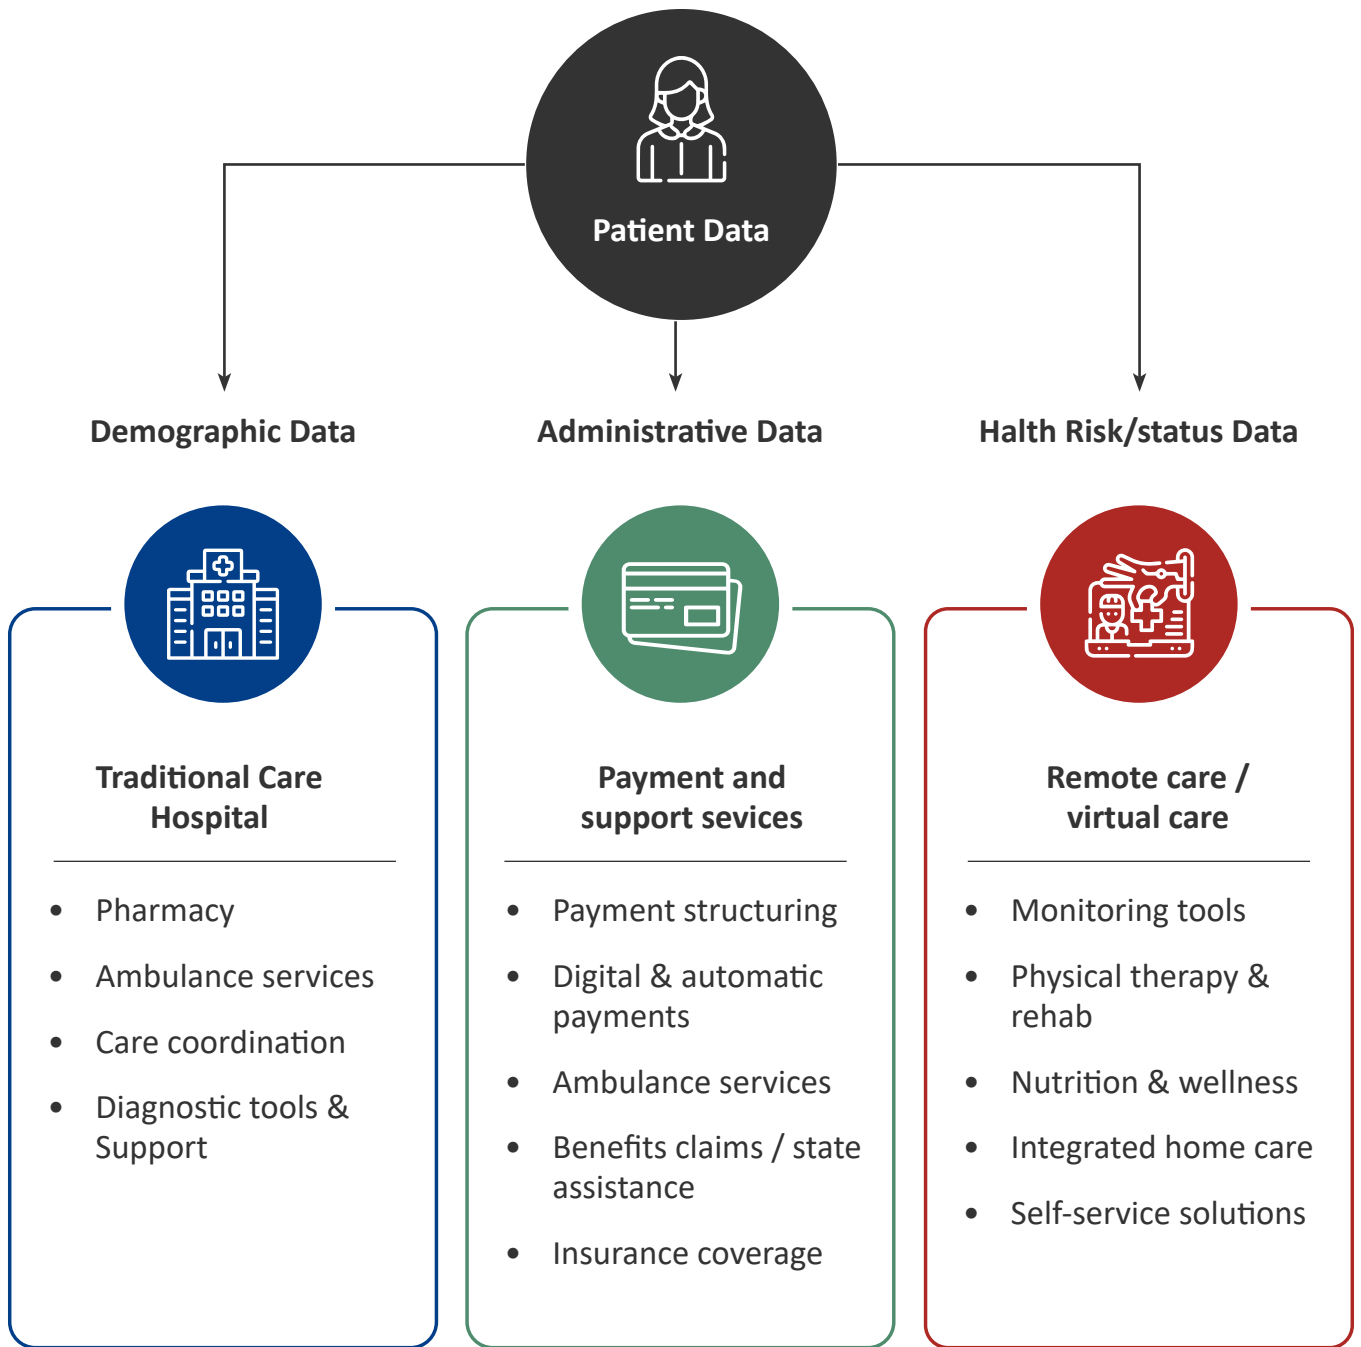 Patient Data
Demographic Data
Administrative Data
Halth Risk/status Data
Traditional Care
Hospital
• Pharmacy
• Ambulance services
• Care coordination
• Diagnostic tools &
Support
Payment and
support sevices
• Payment structuring
• Digital & automatic
payments
• Ambulance services
• Benefits claims / state
assistance
• Insurance coverage
Remote care /
virtual care
• Monitoring tools
• Physical therapy &
rehab
• Nutrition & wellness
• Integrated home care
• Self-service solutions